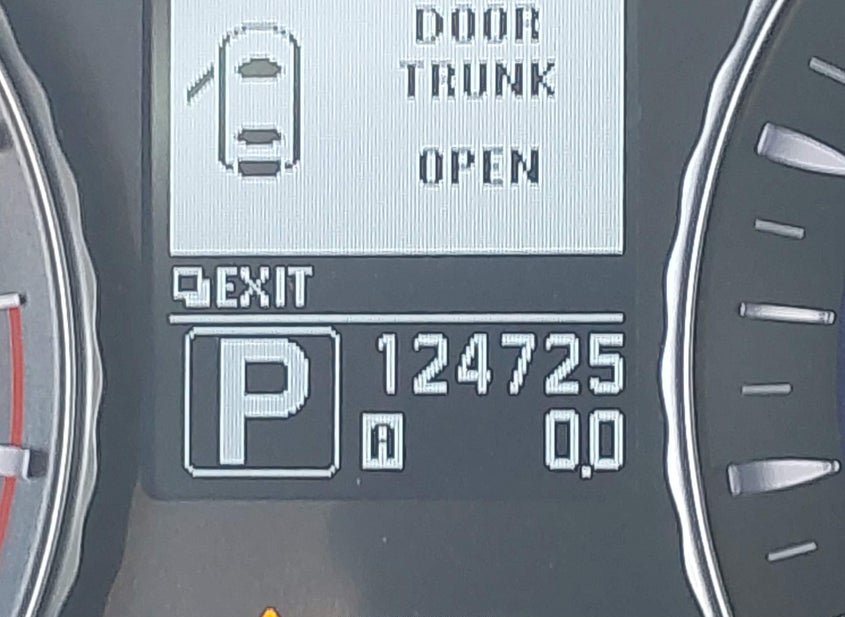 DOOR
TRUNK
OPEN
EXIT
P 124725
A 0.0